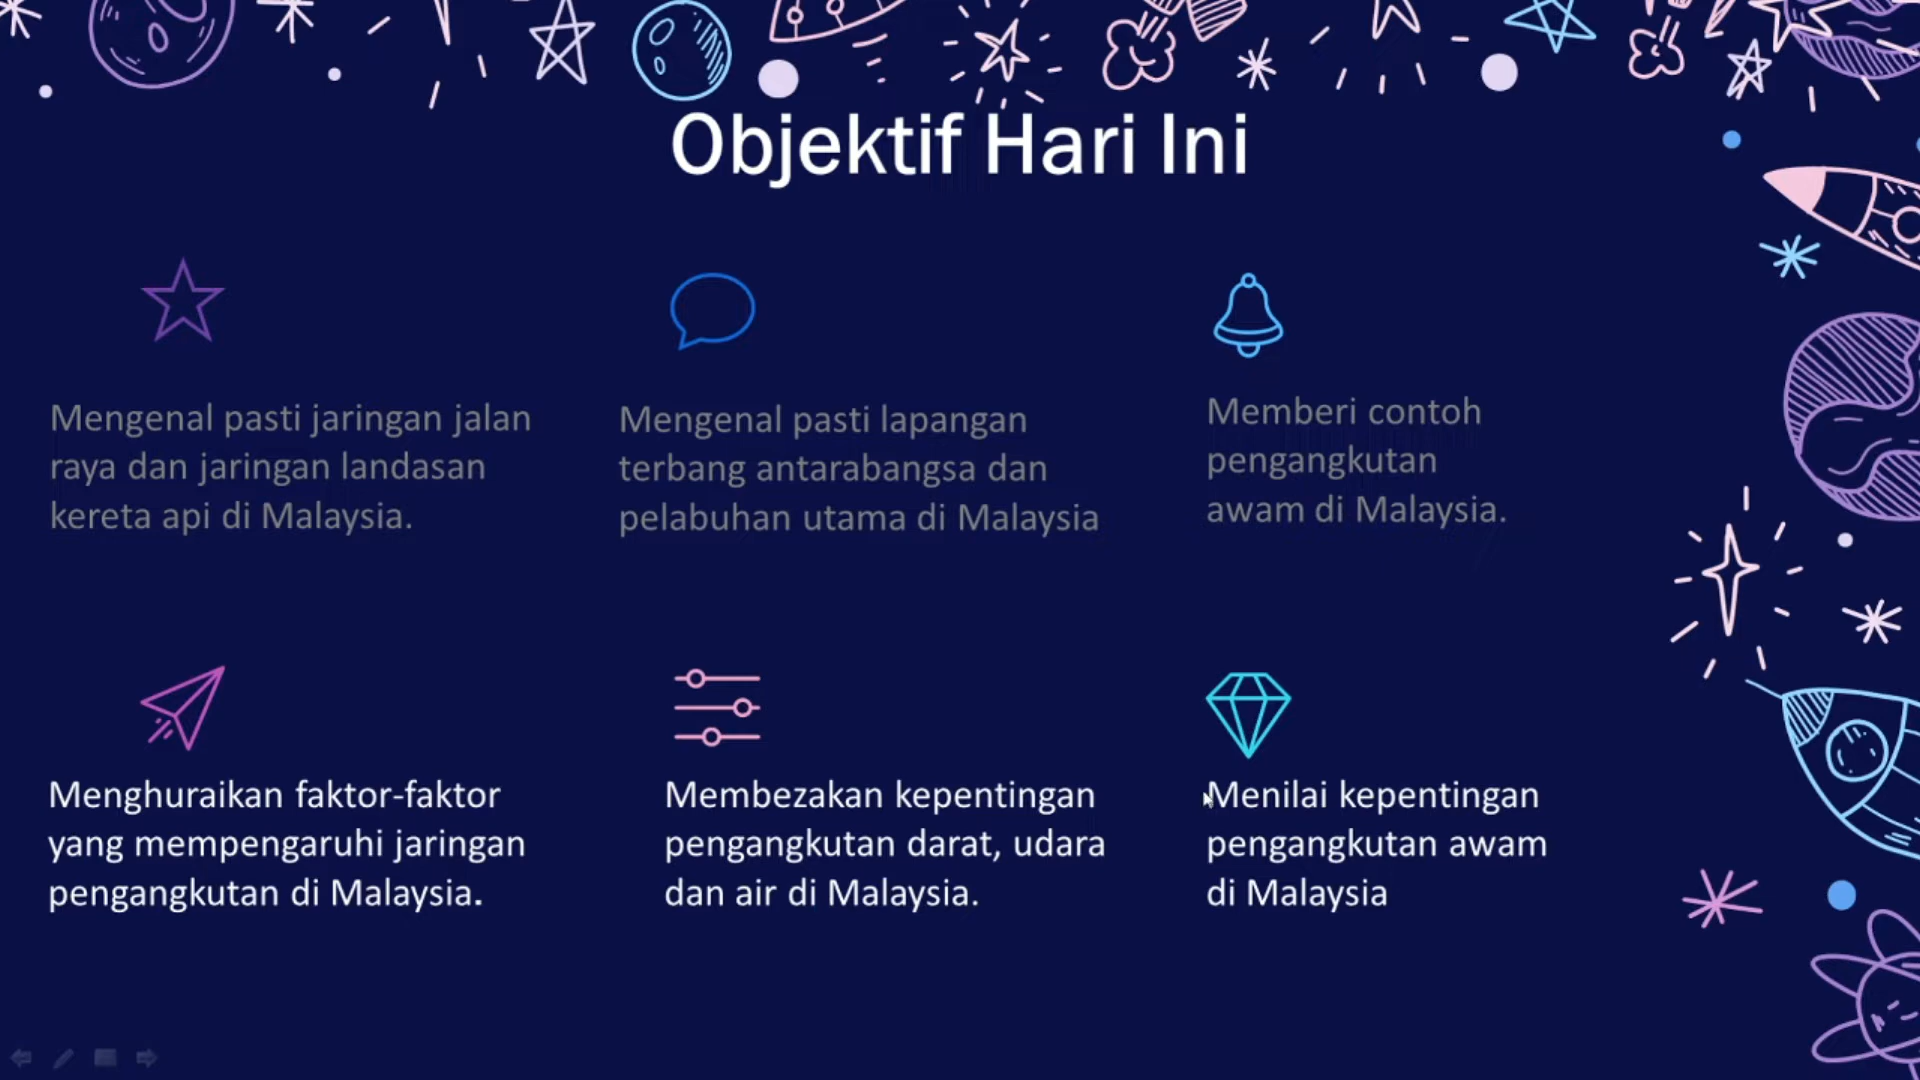 Objektif Hari Ini
Mengenal pasti jaringan jalan
raya dan jaringan landasan
kereta api di Malaysia.
Mengenal pasti lapangan
terbang antarabangsa dan
pelabuhan utama di Malaysia
Memberi contoh
pengangkutan
awam di Malaysia.
Menghuraikan faktor-faktor
yang mempengaruhi jaringan
pengangkutan di Malaysia.
Membezakan kepentingan
pengangkutan darat, udara
dan air di Malaysia.
Menilai kepentingan
pengangkutan awam
di Malaysia